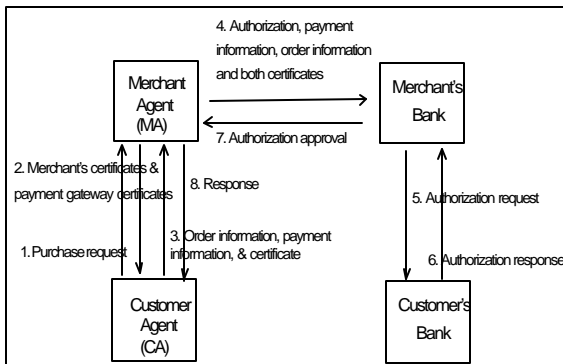 4. Authorization, payment
information, order information
and both certificates
Merchant
Agent
(MA)
Merchant's
Bank
7. Authorization approval
2. Merchant's certificates &
payment gateway certificates
8. Response
5. Authorization request
1. Purchase request
3. Order information, payment
information, & certificate
6. Authorization response
Customer
Agent
(CA)
Customer's
Bank